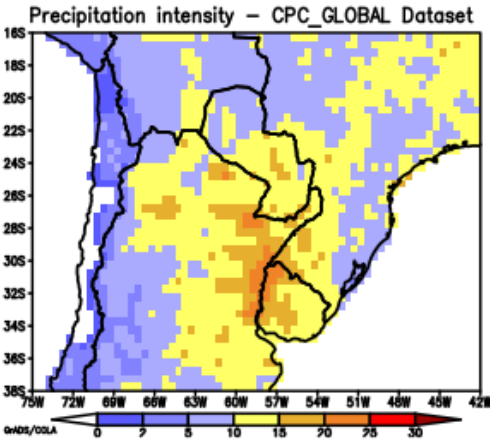 Precipitation intensity – CPC_GLOBAL Dataset
16S
18S
20S
22S
24S
26S
28S
30S
32S
34S
36S
38S
75W 72W 69W 66W 63W 60W 57W 54W 51W 48W 45W 42W
GrADS/COLA
0 2 5 10 15 20 25 30